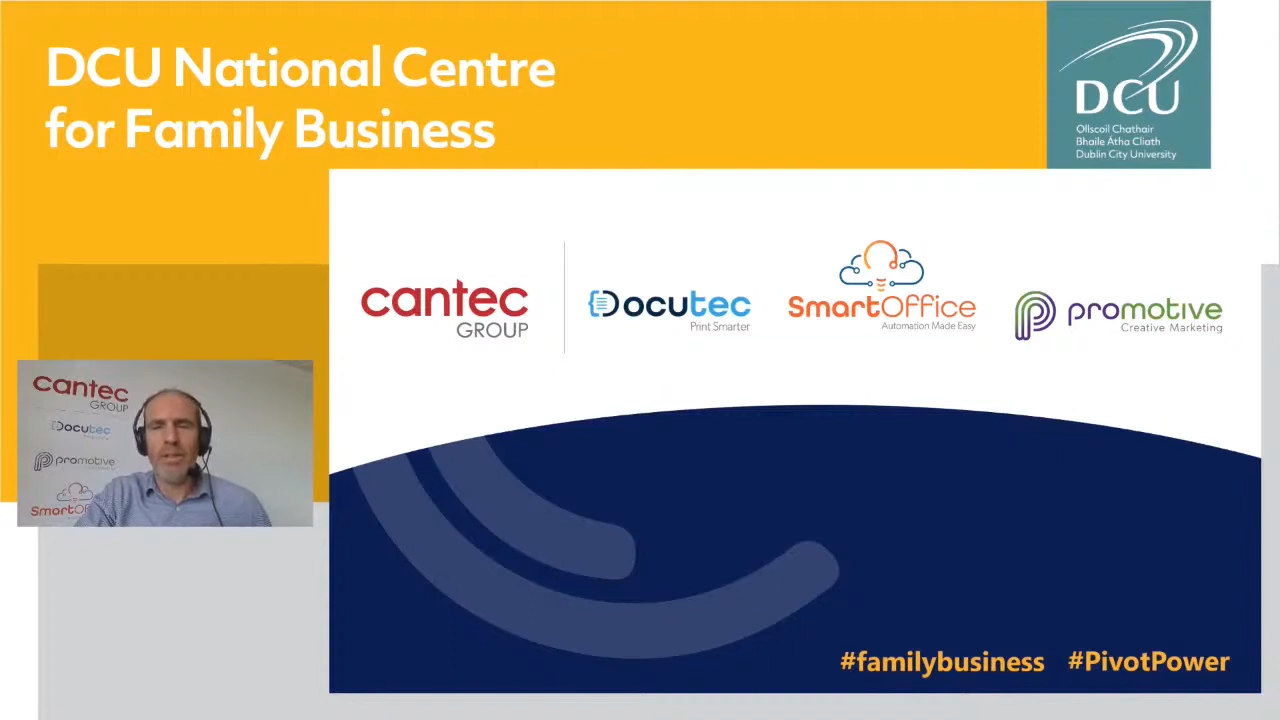 DCU National Centre
for Family Business
DCU
Ollscoil Chathair
Bhaile Átha Cliath
Dublin City University
cantec
GROUP
Docutec
Print Smarter
SmartOffice
Automation Made Easy
promotive
Creative Marketing
cantec
GROUP
Docutec
promotive
SmartOf
#familybusiness #PivotPower